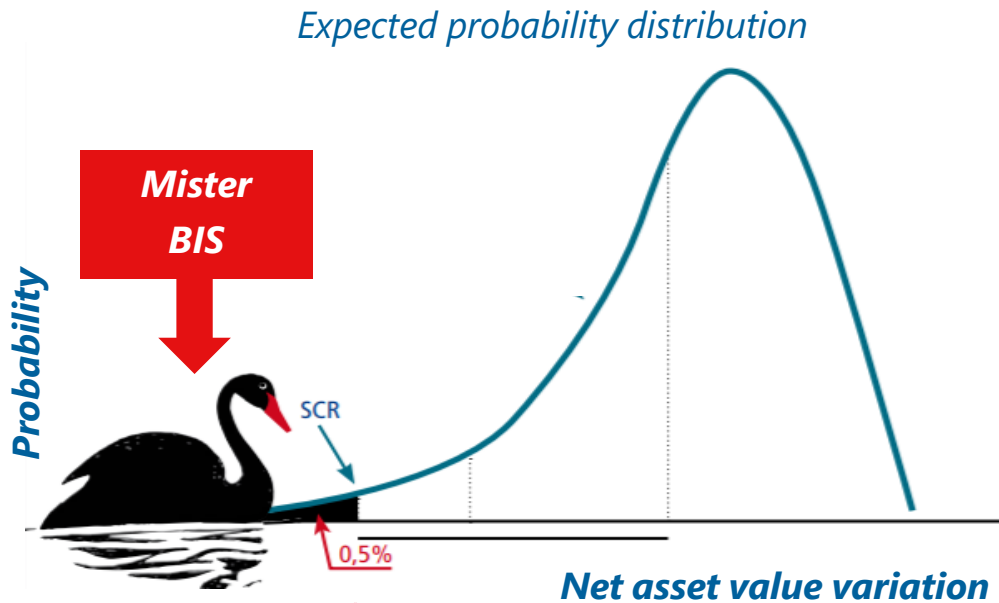 Expected probability distribution
Mister
BIS
Probability
SCR
0,5%
Net asset value variation